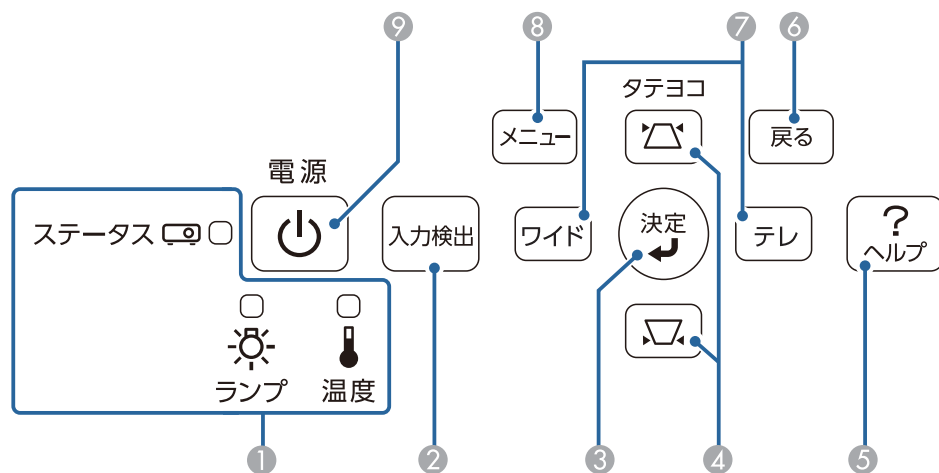 9
8
7
6
タテヨコ
メニュー
戻る
電源
ステータス
入力検出
ワイド
決定
テレ
?
ヘルプ
ランプ
温度
1
2
3
4
5